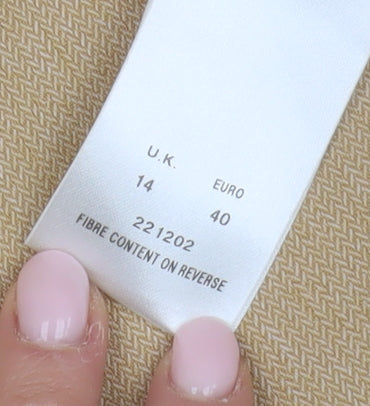 U.K. EURO
14 40
221202
FIBRE CONTENT ON REVERSE